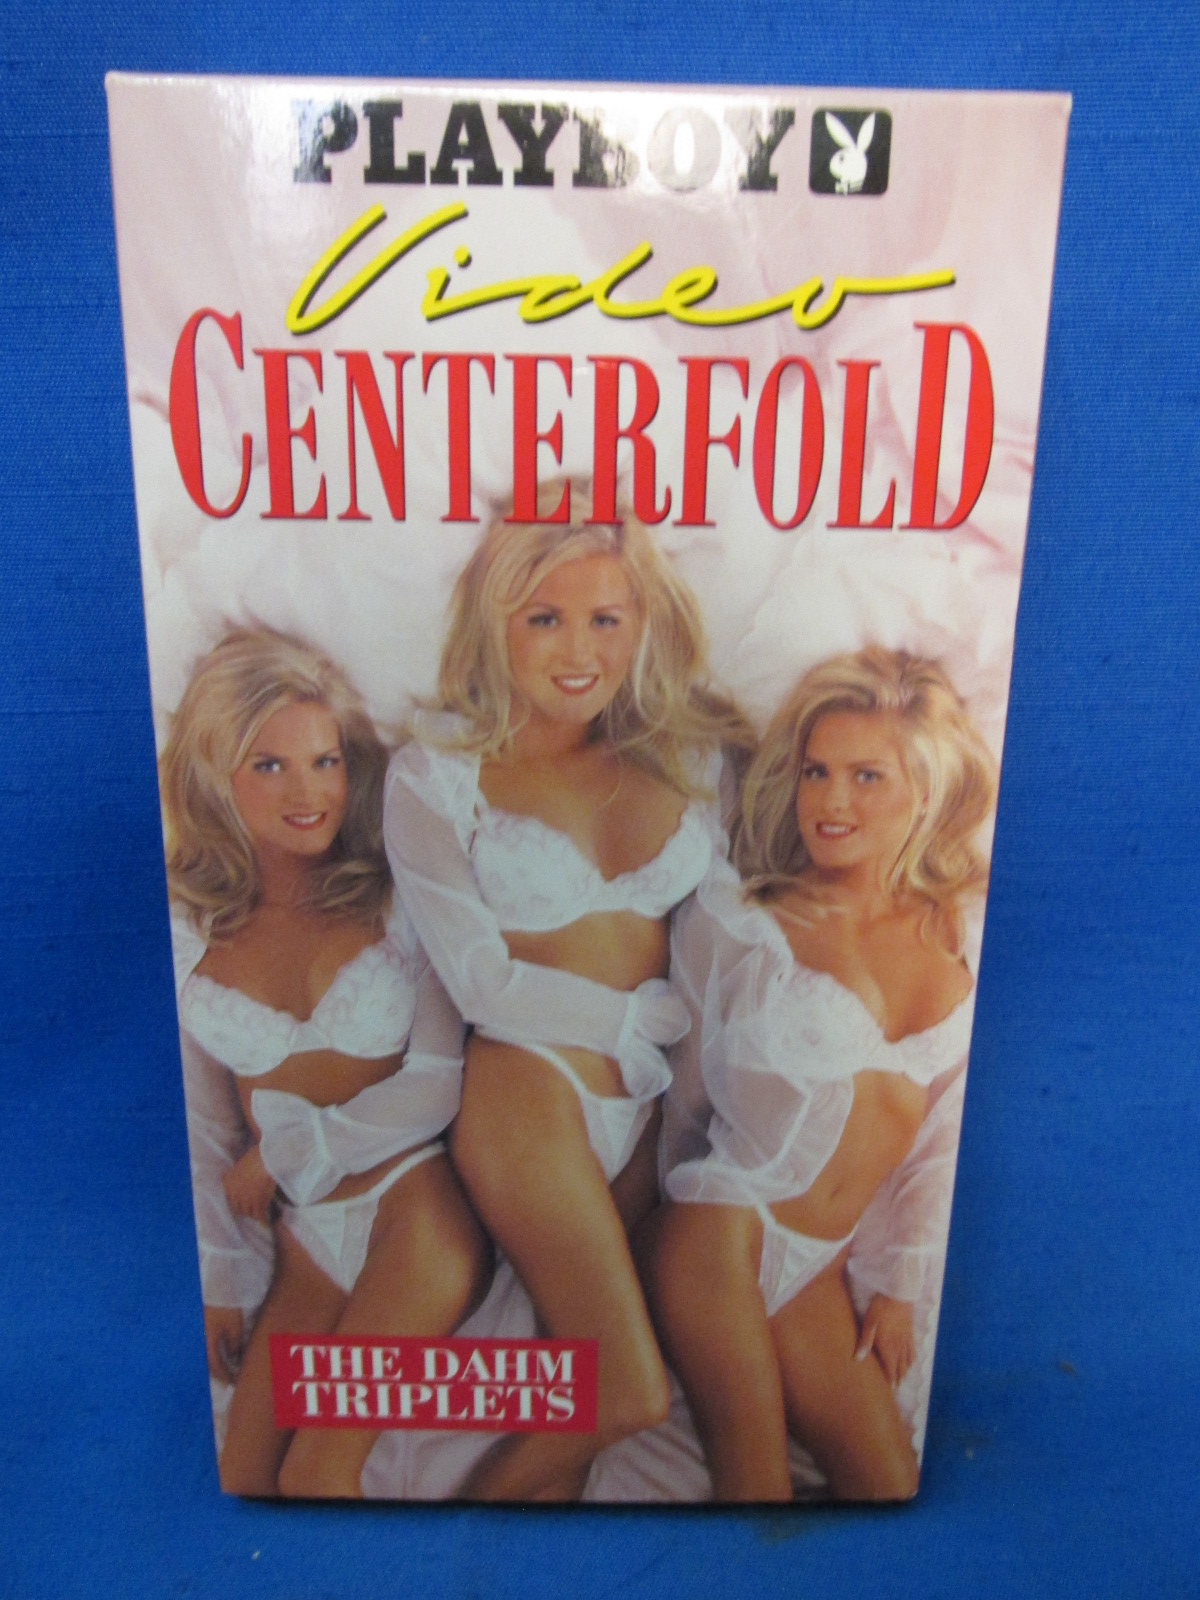 PLAYBOY
Video
CENTERFOLD
THE DAHM
TRIPLETS